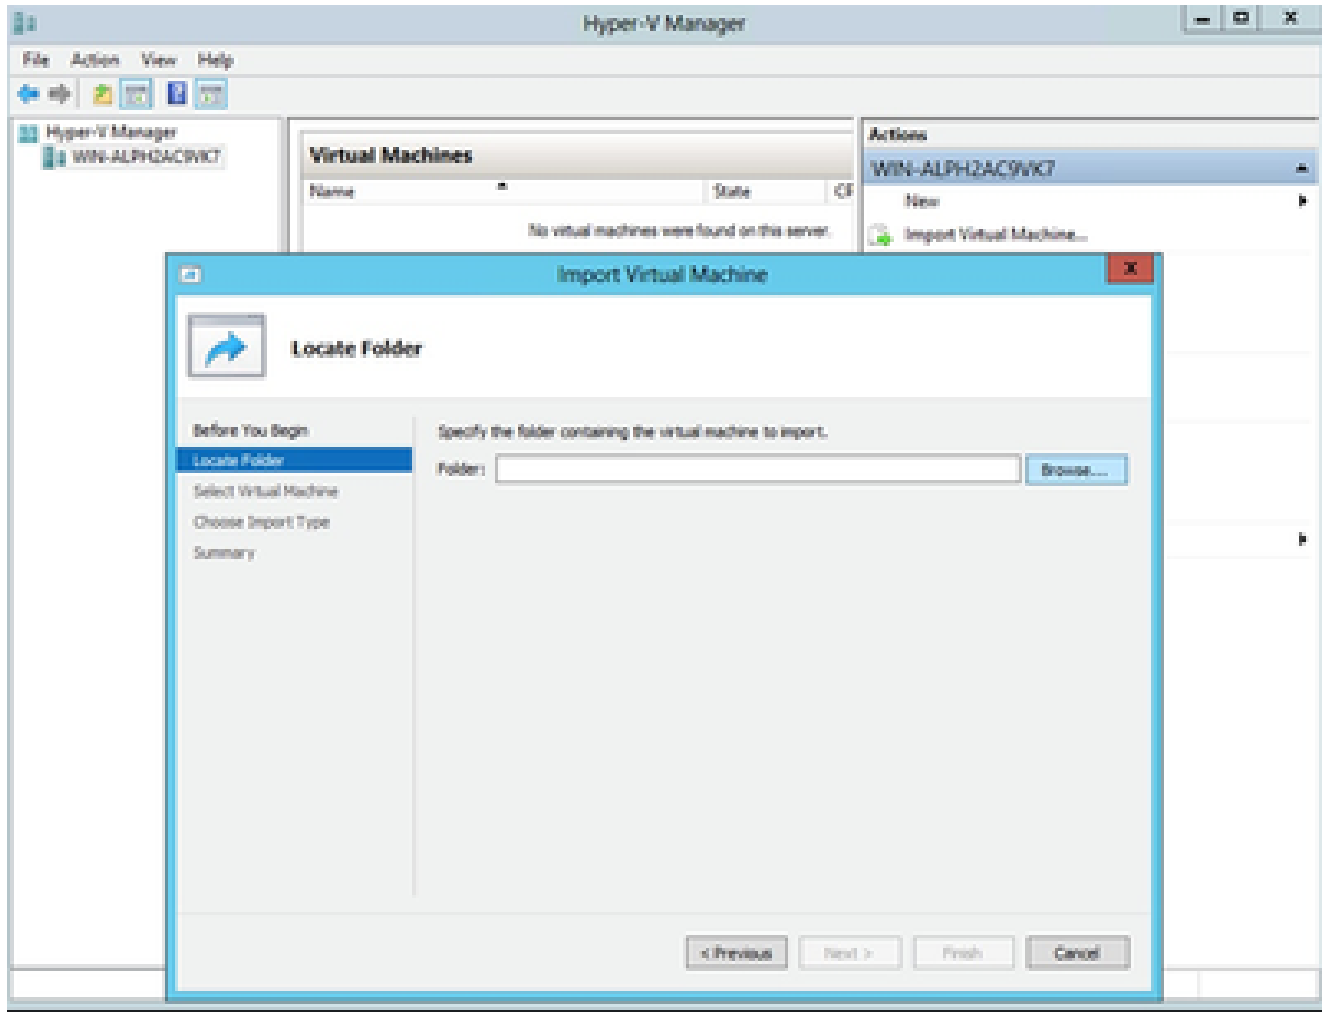 Hyper-V Manager
File Action View Help
Hyper-V Manager
WIN-ALPH2AC9VK7
Virtual Machines
Name State CP
No virtual machines were found on this server.
Actions
WIN-ALPH2AC9VK7
New
Import Virtual Machine...
Import Virtual Machine
Locate Folder
Before You Begin
Locate Folder
Select Virtual Machine
Choose Import Type
Summary
Specify the folder containing the virtual machine to import.
Folder: Browse...
< Previous Next > Finish Cancel